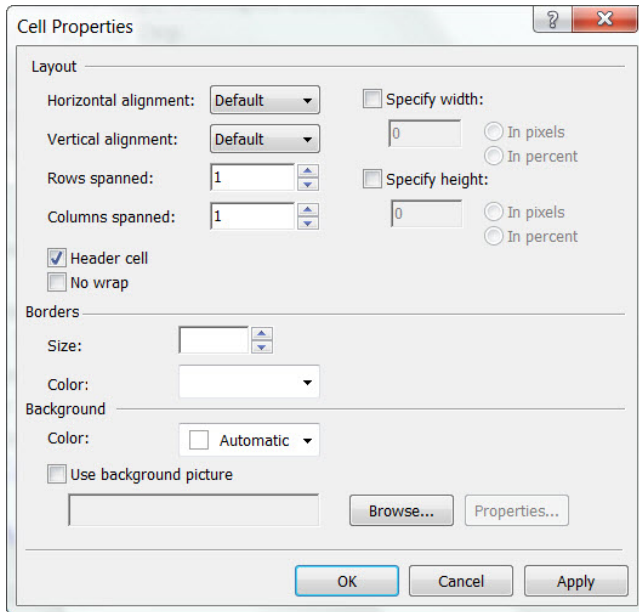 Cell Properties
Layout
Horizontal alignment: Default
Specify width:
Vertical alignment: Default
0
In pixels
In percent
Rows spanned: 1
Specify height:
Columns spanned: 1
0
In pixels
In percent
Header cell
No wrap
Borders
Size:
Color:
Background
Color: Automatic
Use background picture
Browse... Properties...
OK Cancel Apply